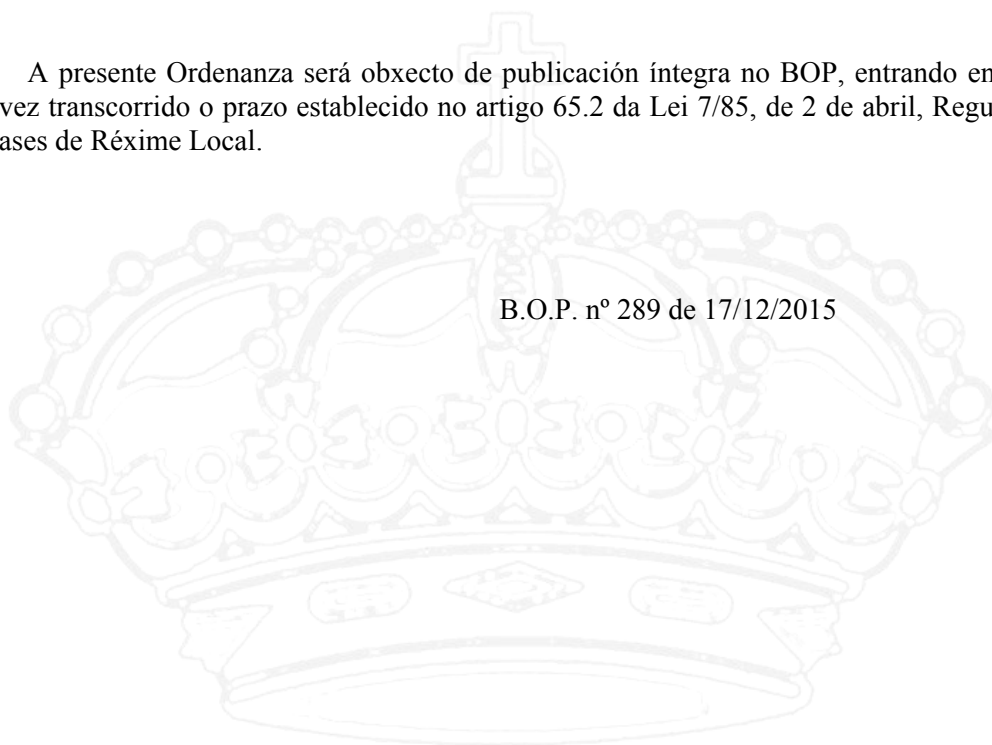 A presente Ordenanza será obxecto de publicación íntegra no BOP, entrando en
vez transcorrido o prazo establecido no artigo 65.2 da Lei 7/85, de 2 de abril, Regu
ases de Réxime Local.
B.O.P. nº 289 de 17/12/2015